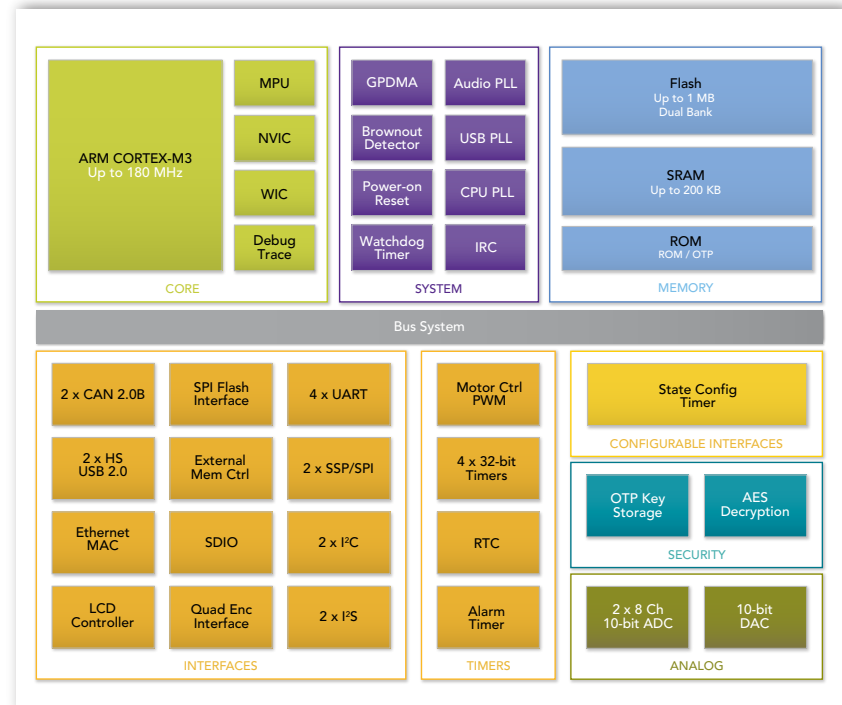 ARM CORTEX-M3
Up to 180 MHz
MPU
NVIC
WIC
Debug
Trace
CORE
GPDMA
Audio PLL
Brownout
Detector
USB PLL
Power-on
Reset
CPU PLL
Watchdog
Timer
IRC
SYSTEM
Flash
Up to 1 MB
Dual Bank
SRAM
Up to 200 KB
ROM
ROM / OTP
MEMORY
Bus System
2 x CAN 2.0B
SPI Flash
Interface
4 x UART
2 x HS
USB 2.0
External
Mem Ctrl
2 x SSP/SPI
Ethernet
MAC
SDIO
2 x I²C
LCD
Controller
Quad Enc
Interface
2 x I²S
INTERFACES
Motor Ctrl
PWM
4 x 32-bit
Timers
RTC
Alarm
Timer
TIMERS
State Config
Timer
CONFIGURABLE INTERFACES
OTP Key
Storage
AES
Decryption
SECURITY
2 x 8 Ch
10-bit ADC
10-bit
DAC
ANALOG